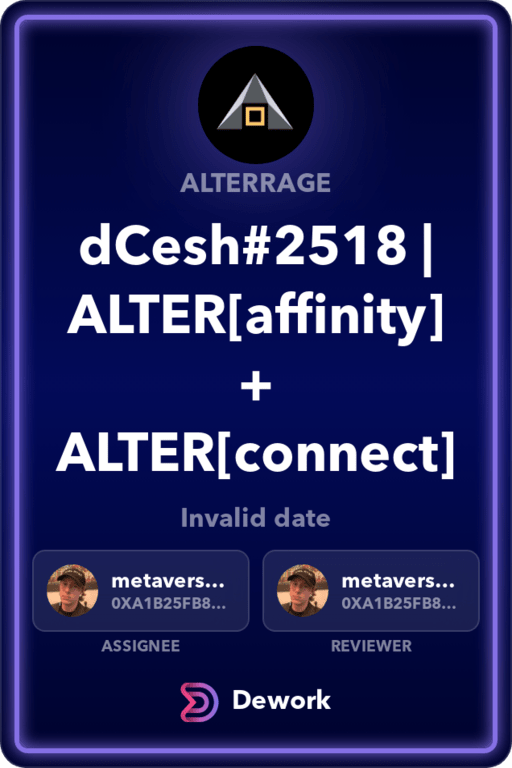 ALTERRAGE
dCesh#2518 |
ALTER[affinity]
+
ALTER[connect]
Invalid date
metavers...
0XA1B25FB8...
metavers...
0XA1B25FB8...
ASSIGNEE
REVIEWER
Dework